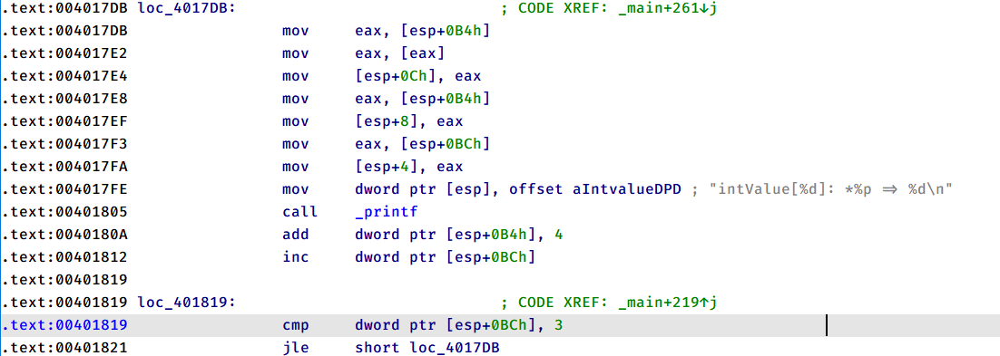 .text:004017DB loc_4017DB: ; CODE XREF: _main+261↓j
.text:004017DB mov eax, [esp+0B4h]
.text:004017E2 mov eax, [eax]
.text:004017E4 mov [esp+0Ch], eax
.text:004017E8 mov eax, [esp+0B4h]
.text:004017EF mov [esp+8], eax
.text:004017F3 mov eax, [esp+0BCh]
.text:004017FA mov [esp+4], eax
.text:004017FE mov dword ptr [esp], offset aIntvalueDPD ; "intValue[%d]: *%p => %d\n"
.text:00401805 call _printf
.text:0040180A add dword ptr [esp+0B4h], 4
.text:00401812 inc dword ptr [esp+0BCh]
.text:00401819
.text:00401819 loc_401819: ; CODE XREF: _main+219↑j
.text:00401819 cmp dword ptr [esp+0BCh], 3
.text:00401821 jle short loc_4017DB